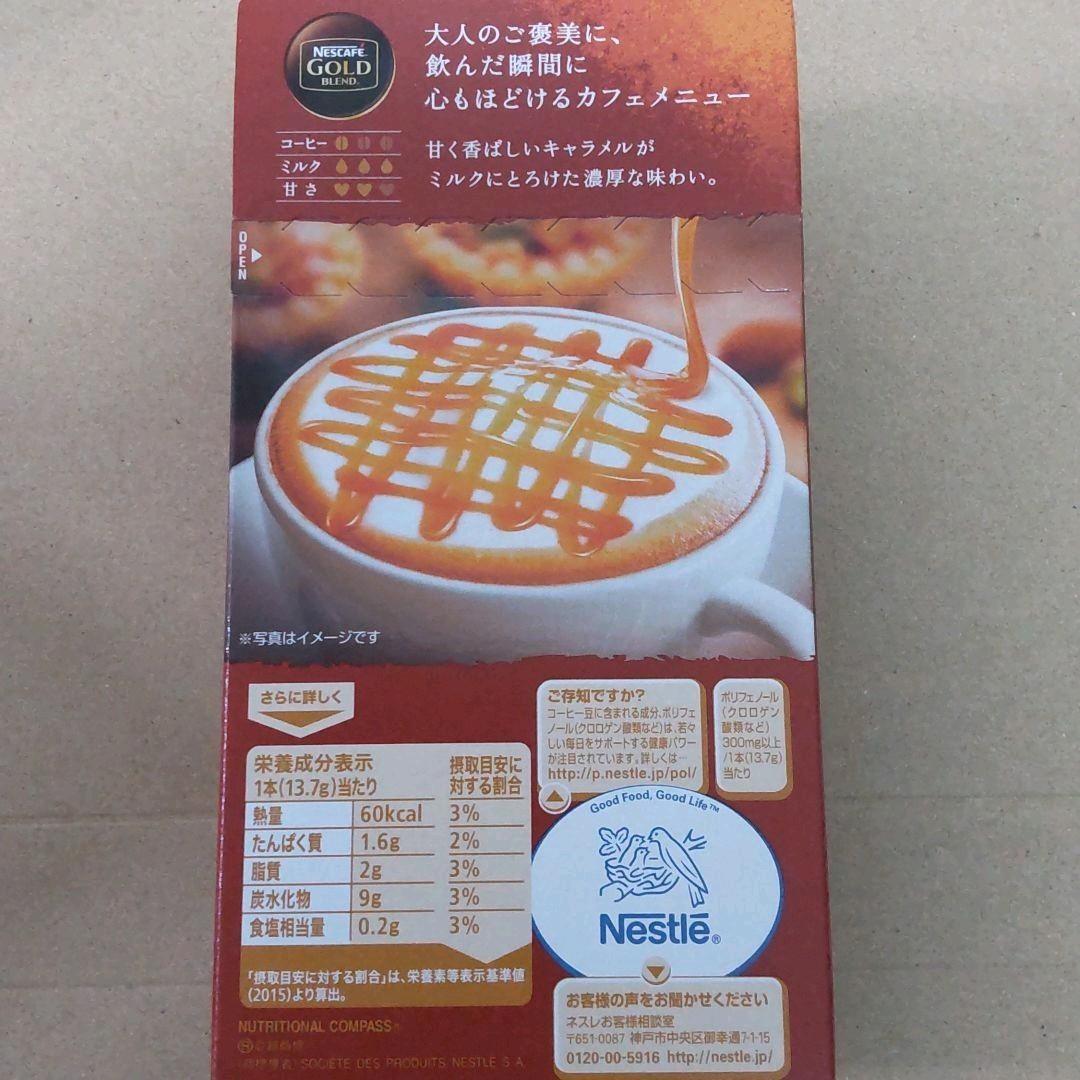 NESCAFÉ
GOLD
BLEND®
大人のご褒美に、
飲んだ瞬間に
心もほどけるカフェメニュー
コーヒー
ミルク
甘さ
甘く香ばしいキャラメルが
ミルクにとろけた濃厚な味わい。
OPEN
※写真はイメージです
さらに詳しく
栄養成分表示
1本(13.7g)当たり
摂取目安に
対する割合
熱量 60kcal 3%
たんぱく質 1.6g 2%
脂質 2g 3%
炭水化物 9g 3%
食塩相当量 0.2g 3%
「摂取目安に対する割合」は、栄養素等表示基準値
(2015)より算出。
NUTRITIONAL COMPASS®
SOCIÉTÉ DES PRODUITS NESTLÉ S.A.
ご存知ですか?
コーヒー豆に含まれる成分、ポリフェ
ノール(クロロゲン酸類など)は、若々
しい毎日をサポートする健康パワー
が注目されています。詳しくは…
http://p.nestle.jp/pol/
ポリフェノール
(クロロゲン
酸類など)
300mg以上
/1本(13.7g)
当たり
Good Food, Good Life™
Nestlé®
お客様の声をお聞かせください
ネスレお客様相談室
〒651-0087 神戸市中央区御幸通7-1-15
0120-00-5916 http://nestle.jp/